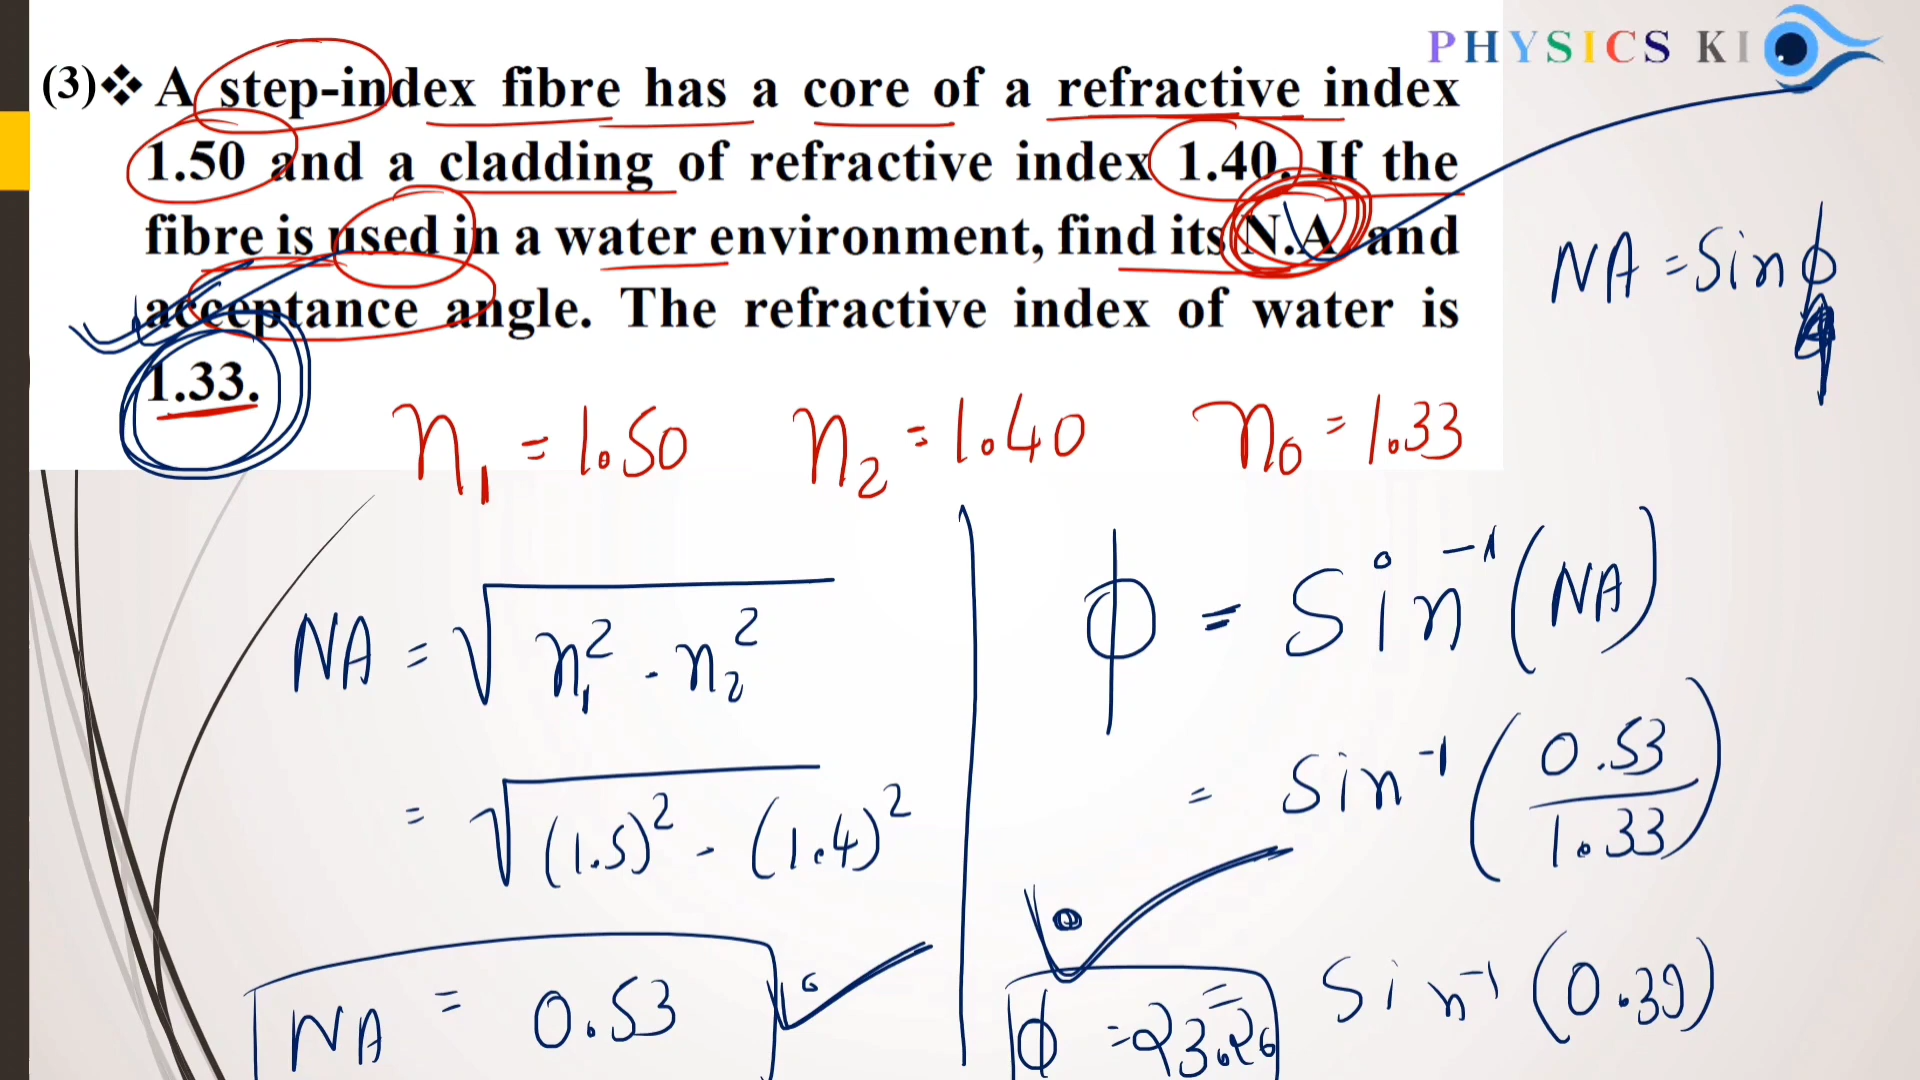 PHYSICS KI
(3)❖ A step-index fibre has a core of a refractive index
1.50 and a cladding of refractive index 1.40. If the
fibre is used in a water environment, find its N.A and
acceptance angle. The refractive index of water is
1.33.
NA = Sin ϕ
n₁ = 1.50 n₂ = 1.40 n₀ = 1.33
NA = √(n₁² - n₂²)
= √((1.5)² - (1.4)²)
NA = 0.53
ϕ = Sin⁻¹(NA)
= Sin⁻¹(0.53/1.33)
Sin⁻¹(0.39)
ϕ = 23.26